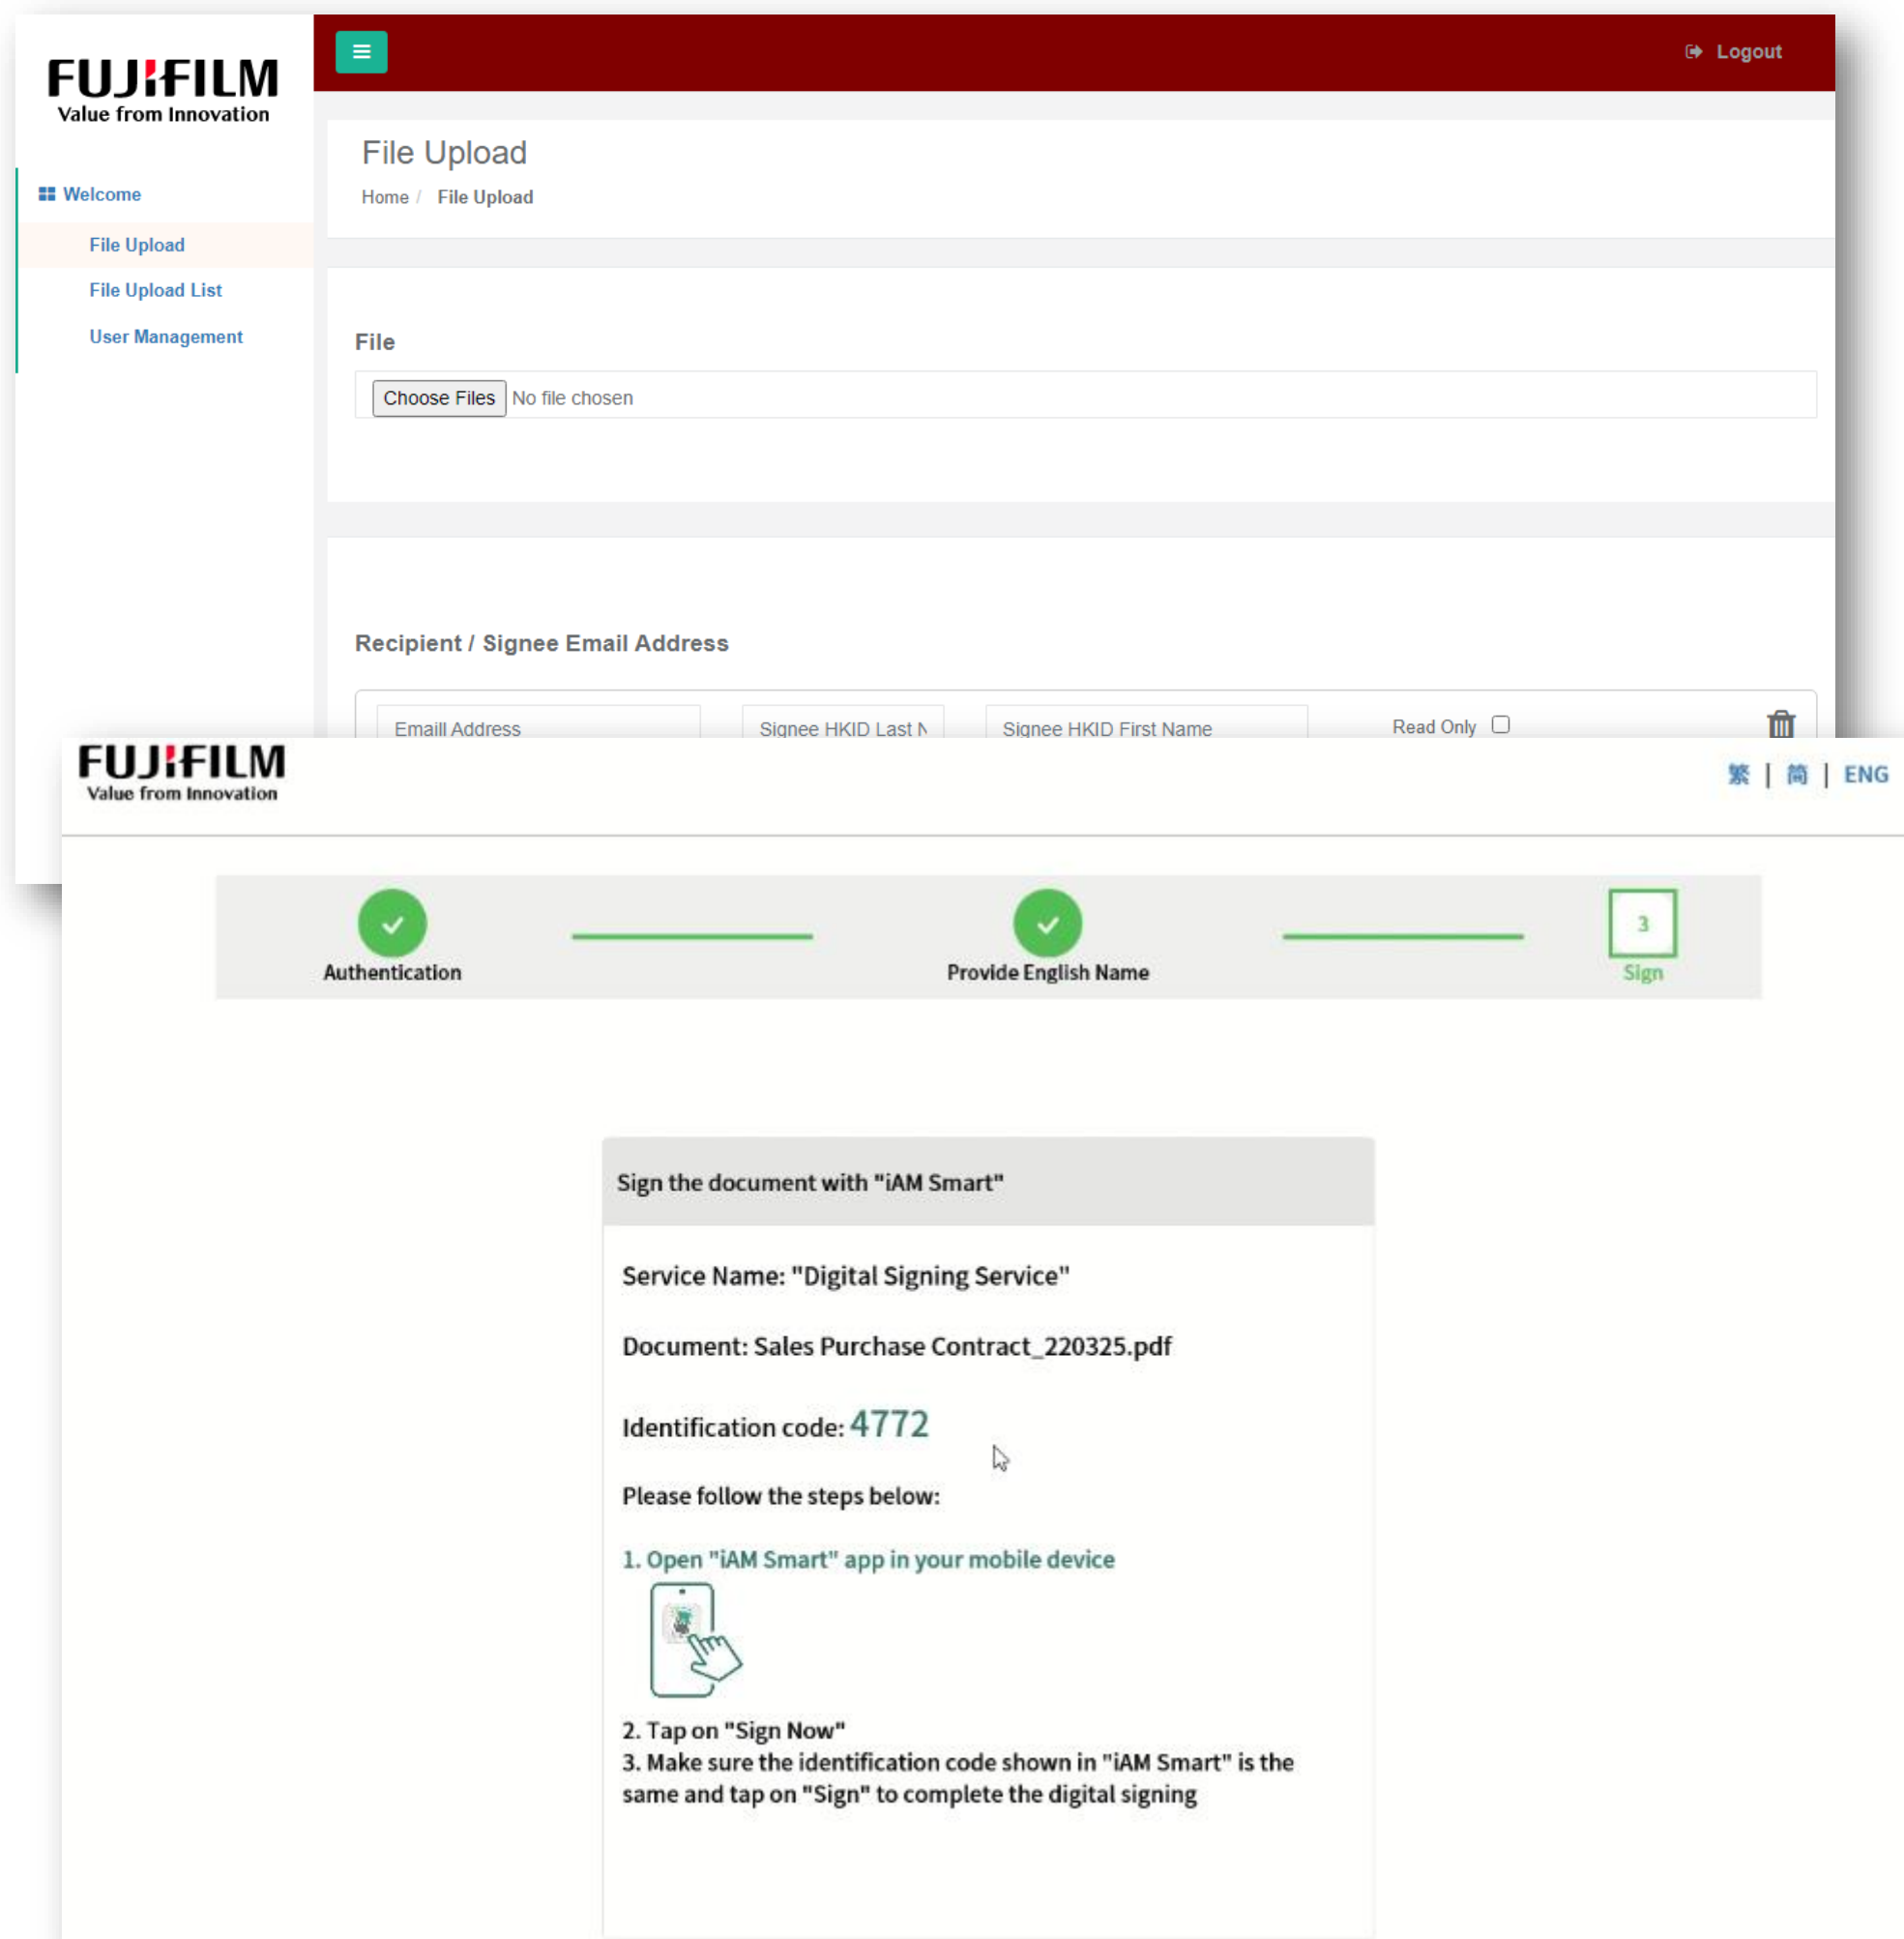 FUJIFILM
Value from Innovation
Logout
Welcome
File Upload
File Upload List
User Management
File Upload
Home / File Upload
File
Choose Files No file chosen
Recipient / Signee Email Address
Emaill Address
Signee HKID Last N
Signee HKID First Name
Read Only
FUJIFILM
Value from Innovation
繁 | 简 | ENG
Authentication
Provide English Name
3
Sign
Sign the document with "iAM Smart"
Service Name: "Digital Signing Service"
Document: Sales Purchase Contract_220325.pdf
Identification code: 4772
Please follow the steps below:
1. Open "iAM Smart" app in your mobile device
2. Tap on "Sign Now"
3. Make sure the identification code shown in "iAM Smart" is the
same and tap on "Sign" to complete the digital signing